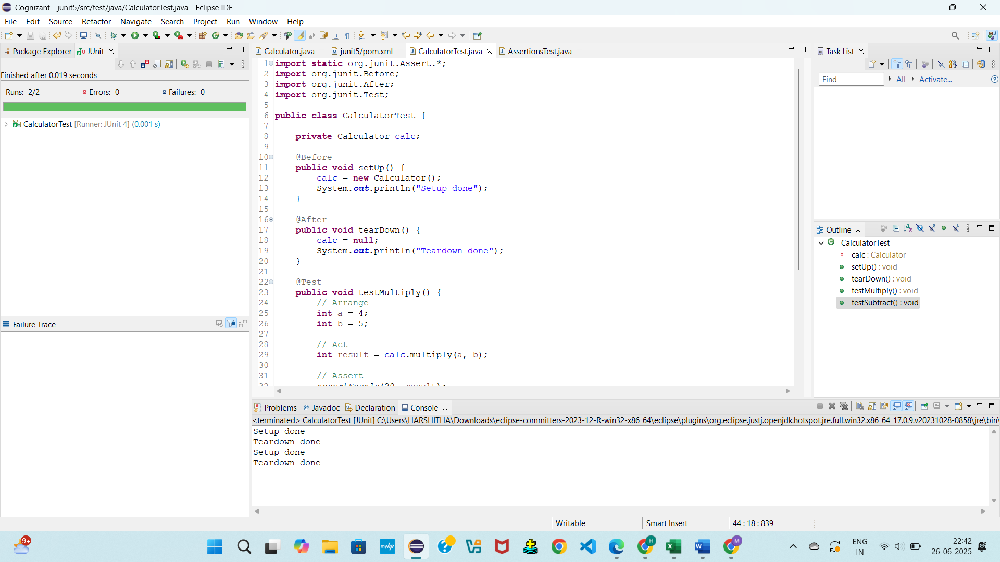 Cognizant - junit5/src/test/java/CalculatorTest.java - Eclipse IDE
File Edit Source Refactor Navigate Search Project Run Window Help
Package Explorer JUnit
Finished after 0.019 seconds
Runs: 2/2 Errors: 0 Failures: 0
CalculatorTest [Runner: JUnit 4] (0.001 s)
Failure Trace
Calculator.java junit5/pom.xml CalculatorTest.java AssertionsTest.java
1 import static org.junit.Assert.*;
2 import org.junit.Before;
3 import org.junit.After;
4 import org.junit.Test;
5
6 public class CalculatorTest {
7
8 private Calculator calc;
9
10 @Before
11 public void setUp() {
12 calc = new Calculator();
13 System.out.println("Setup done");
14 }
15
16 @After
17 public void tearDown() {
18 calc = null;
19 System.out.println("Teardown done");
20 }
21
22 @Test
23 public void testMultiply() {
24 // Arrange
25 int a = 4;
26 int b = 5;
27
28 // Act
29 int result = calc.multiply(a, b);
30
31 // Assert
32 assertEquals(20, result);
Task List
Find All Activate...
Outline
CalculatorTest
calc : Calculator
setUp() : void
tearDown() : void
testMultiply() : void
testSubtract() : void
Problems Javadoc Declaration Console
<terminated> CalculatorTest [JUnit] C:\Users\HARSHITHA\Downloads\eclipse-committers-2023-12-R-win32-x86_64\eclipse\plugins\org.eclipse.justj.openjdk.hotspot.jre.full.win32.x86_64_17.0.9.v20231028-0858\jre\bin\
Setup done
Teardown done
Setup done
Teardown done
Writable Smart Insert 44 : 18 : 839
9+
myhp
H
M
ENG
IN
22:42
26-06-2025